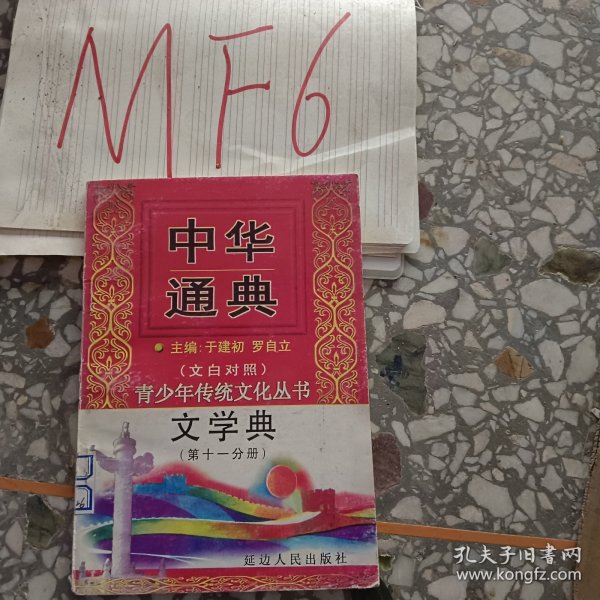 MF6
中华
通典
主编:于建初 罗自立
(文白对照)
青少年传统文化丛书
文学典
(第十一分册)
延边人民出版社
孔夫子旧书网
www.kongfz.com